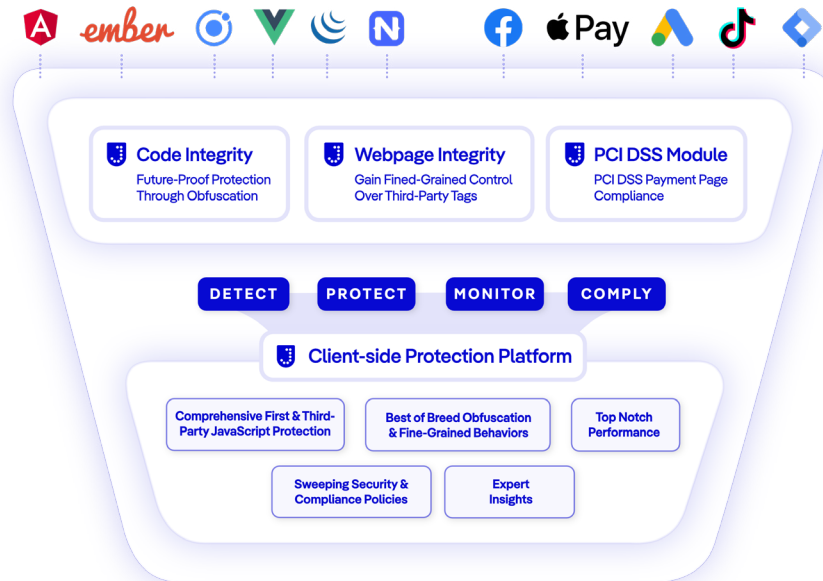 ember
Pay
Code Integrity
Future-Proof Protection
Through Obfuscation
Webpage Integrity
Gain Fined-Grained Control
Over Third-Party Tags
PCI DSS Module
PCI DSS Payment Page
Compliance
DETECT
PROTECT
MONITOR
COMPLY
Client-side Protection Platform
Comprehensive First & Third-
Party JavaScript Protection
Best of Breed Obfuscation
& Fine-Grained Behaviors
Top Notch
Performance
Sweeping Security &
Compliance Policies
Expert
Insights